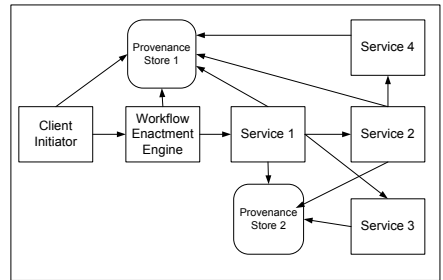 Provenance
Store 1
Service 4
Client
Initiator
Workflow
Enactment
Engine
Service 1
Service 2
Provenance
Store 2
Service 3